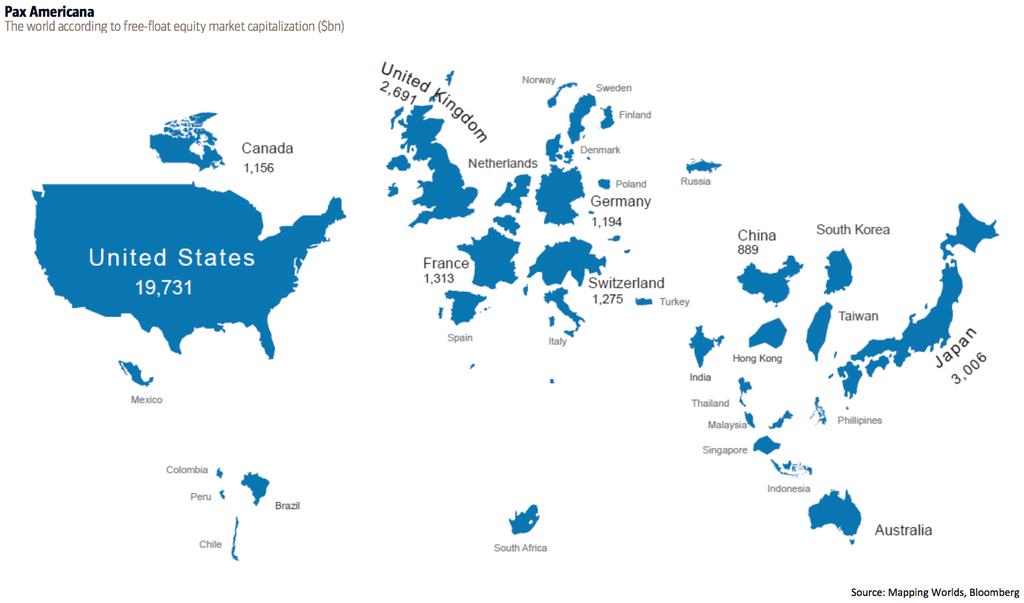 Pax Americana
The world according to free-float equity market capitalization ($bn)
United Kingdom
2,691
Norway
Sweden
Finland
Denmark
Canada
1,156
Netherlands
Poland
Russia
Germany
1,194
United States
19,731
France
1,313
Switzerland
1,275
Turkey
China
889
South Korea
Taiwan
Japan
3,006
Spain
Italy
Hong Kong
India
Mexico
Thailand
Malaysia
Phillipines
Singapore
Colombia
Peru
Brazil
Indonesia
Chile
South Africa
Australia
Source: Mapping Worlds, Bloomberg